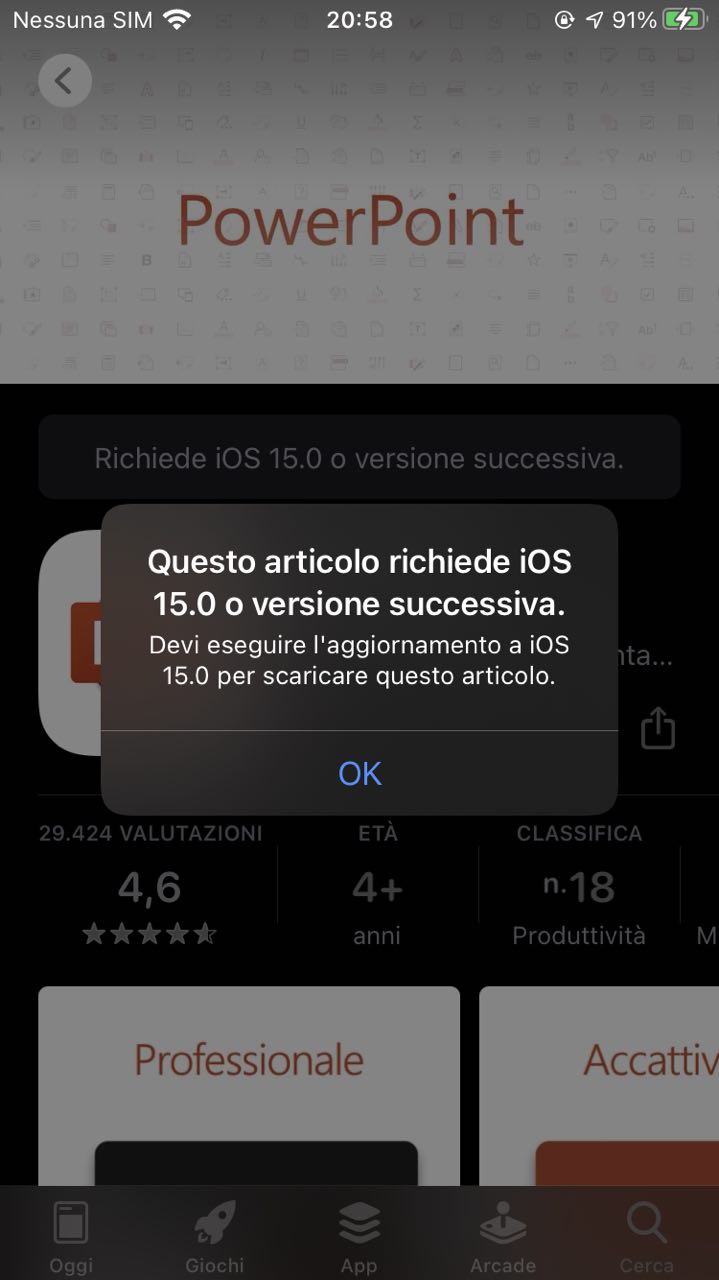 Nessuna SIM 20:58 91%
PowerPoint
Richiede iOS 15.0 o versione successiva.
Questo articolo richiede iOS
15.0 o versione successiva.
Devi eseguire l'aggiornamento a iOS
15.0 per scaricare questo articolo.
nta...
OK
29.424 VALUTAZIONI ETÀ CLASSIFICA
4,6 4+ n.18
anni Produttività M
Professionale Accattiv
Oggi Giochi App Arcade Cerca